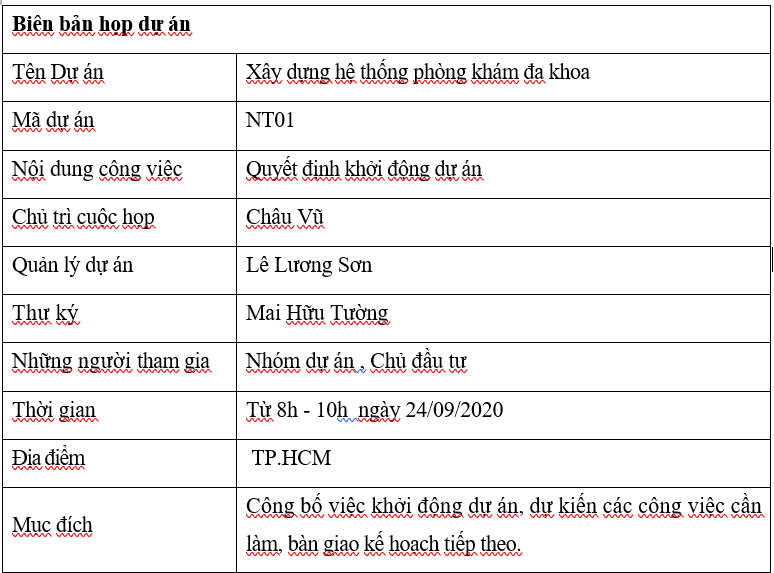 Biên bản họp dự án
Tên Dự án
Xây dựng hệ thống phòng khám đa khoa
Mã dự án
NT01
Nội dung công việc
Quyết định khởi động dự án
Chủ trì cuộc họp
Châu Vũ
Quản lý dự án
Lê Lương Sơn
Thư ký
Mai Hữu Tường
Những người tham gia
Nhóm dự án , Chủ đầu tư
Thời gian
Từ 8h - 10h ngày 24/09/2020
Địa điểm
TP.HCM
Mục đích
Công bố việc khởi động dự án, dự kiến các công việc cần
làm, bàn giao kế hoạch tiếp theo.